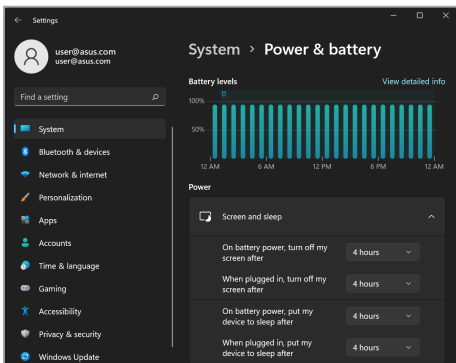 Settings
user@asus.com
user@asus.com
Find a setting
System
Bluetooth & devices
Network & internet
Personalization
Apps
Accounts
Time & language
Gaming
Accessibility
Privacy & security
Windows Update
System > Power & battery
Battery levels
View detailed info
100%
50%
12 AM
6 AM
12 PM
6 PM
12 AM
Power
Screen and sleep
On battery power, turn off my
screen after
4 hours
When plugged in, turn off my
screen after
4 hours
On battery power, put my
device to sleep after
4 hours
When plugged in, put my
device to sleep after
4 hours